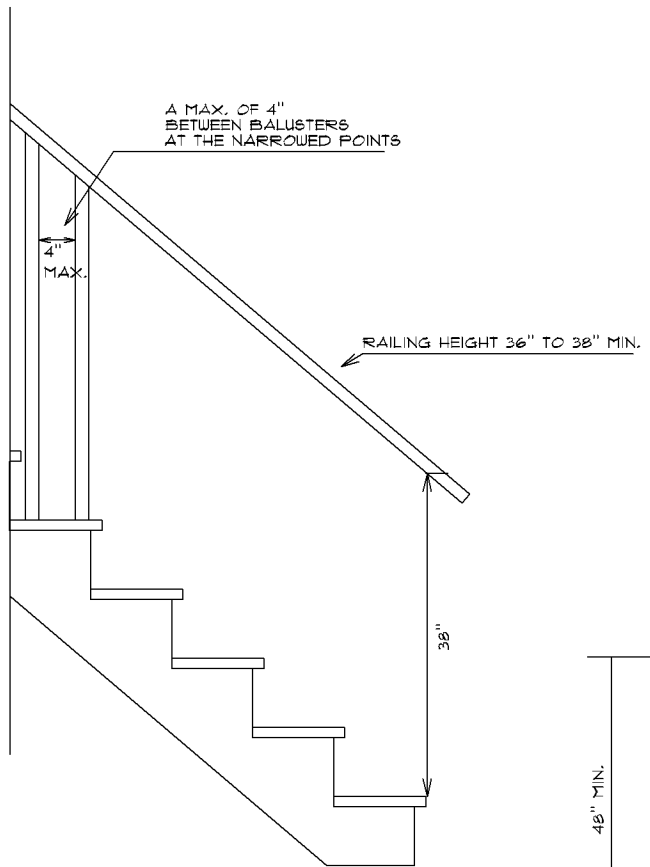 A MAX. OF 4"
BETWEEN BALUSTERS
AT THE NARROWED POINTS
4"
MAX.
RAILING HEIGHT 36" TO 38" MIN.
38"
48" MIN.